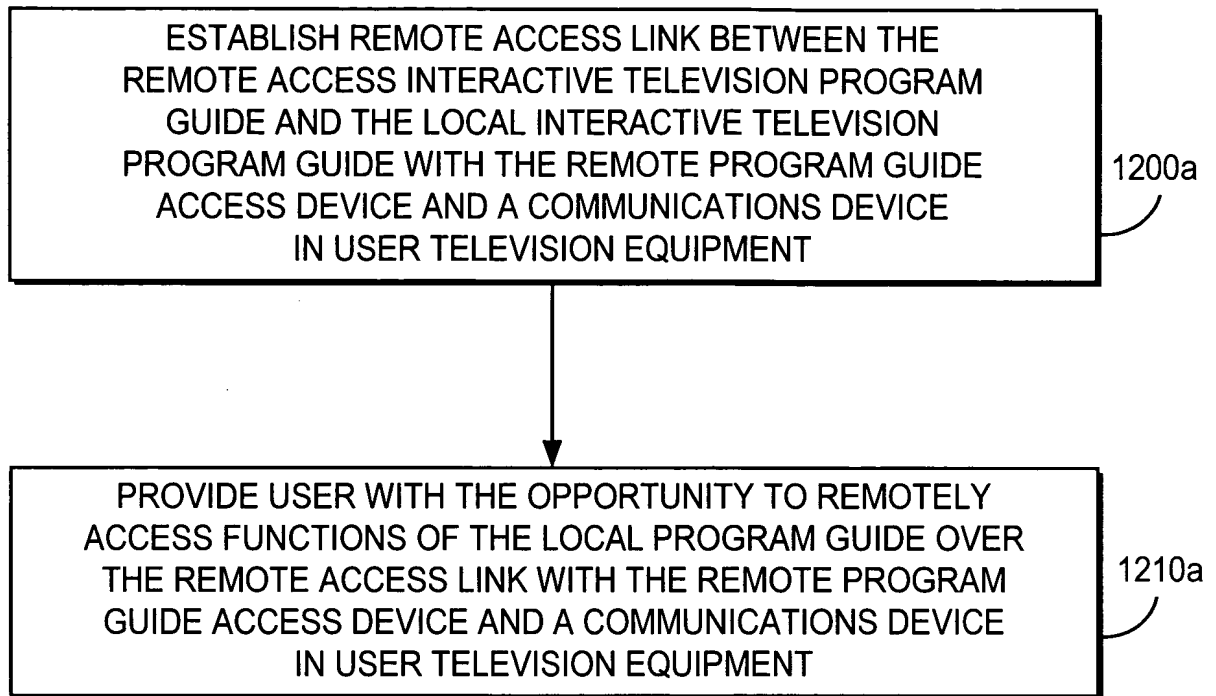 ESTABLISH REMOTE ACCESS LINK BETWEEN THE
REMOTE ACCESS INTERACTIVE TELEVISION PROGRAM
GUIDE AND THE LOCAL INTERACTIVE TELEVISION
PROGRAM GUIDE WITH THE REMOTE PROGRAM GUIDE
ACCESS DEVICE AND A COMMUNICATIONS DEVICE
IN USER TELEVISION EQUIPMENT
1200a
PROVIDE USER WITH THE OPPORTUNITY TO REMOTELY
ACCESS FUNCTIONS OF THE LOCAL PROGRAM GUIDE OVER
THE REMOTE ACCESS LINK WITH THE REMOTE PROGRAM
GUIDE ACCESS DEVICE AND A COMMUNICATIONS DEVICE
IN USER TELEVISION EQUIPMENT
1210a